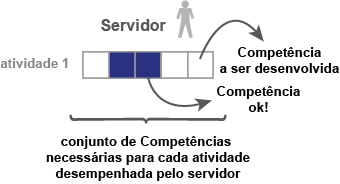 Servidor
atividade 1
Competência
a ser desenvolvida
Competência
ok!
conjunto de Competências
necessárias para cada atividade
desempenhada pelo servidor